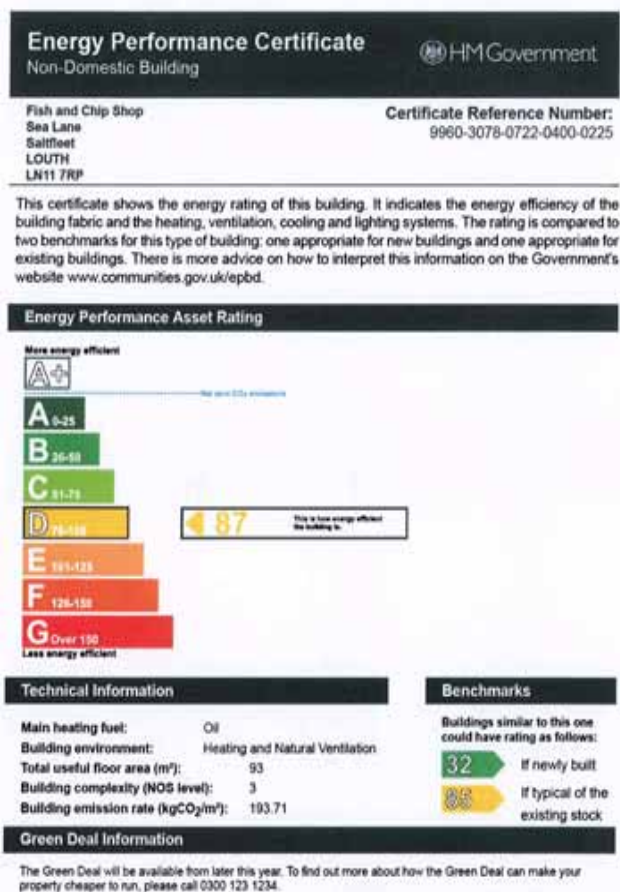 Energy Performance Certificate
Non-Domestic Building
HM Government
Fish and Chip Shop
Sea Lane
Saltfleet
LOUTH
LN11 7RP
Certificate Reference Number:
9960-3078-0722-0400-0225
This certificate shows the energy rating of this building. It indicates the energy efficiency of the
building fabric and the heating, ventilation, cooling and lighting systems. The rating is compared to
two benchmarks for this type of building: one appropriate for new buildings and one appropriate for
existing buildings. There is more advice on how to interpret this information on the Government's
website www.communities.gov.uk/epbd.
Energy Performance Asset Rating
More energy efficient
A+
Net zero CO₂ emissions
A 0-25
B 26-50
C 51-75
D 76-100
87
This is how energy efficient
the building is.
E 101-125
F 126-150
G Over 150
Less energy efficient
Technical Information
Main heating fuel: Oil
Building environment: Heating and Natural Ventilation
Total useful floor area (m²): 93
Building complexity (NOS level): 3
Building emission rate (kgCO₂/m²): 193.71
Benchmarks
Buildings similar to this one
could have rating as follows:
32 If newly built
85 If typical of the
existing stock
Green Deal Information
The Green Deal will be available from later this year. To find out more about how the Green Deal can make your
property cheaper to run, please call 0300 123 1234.